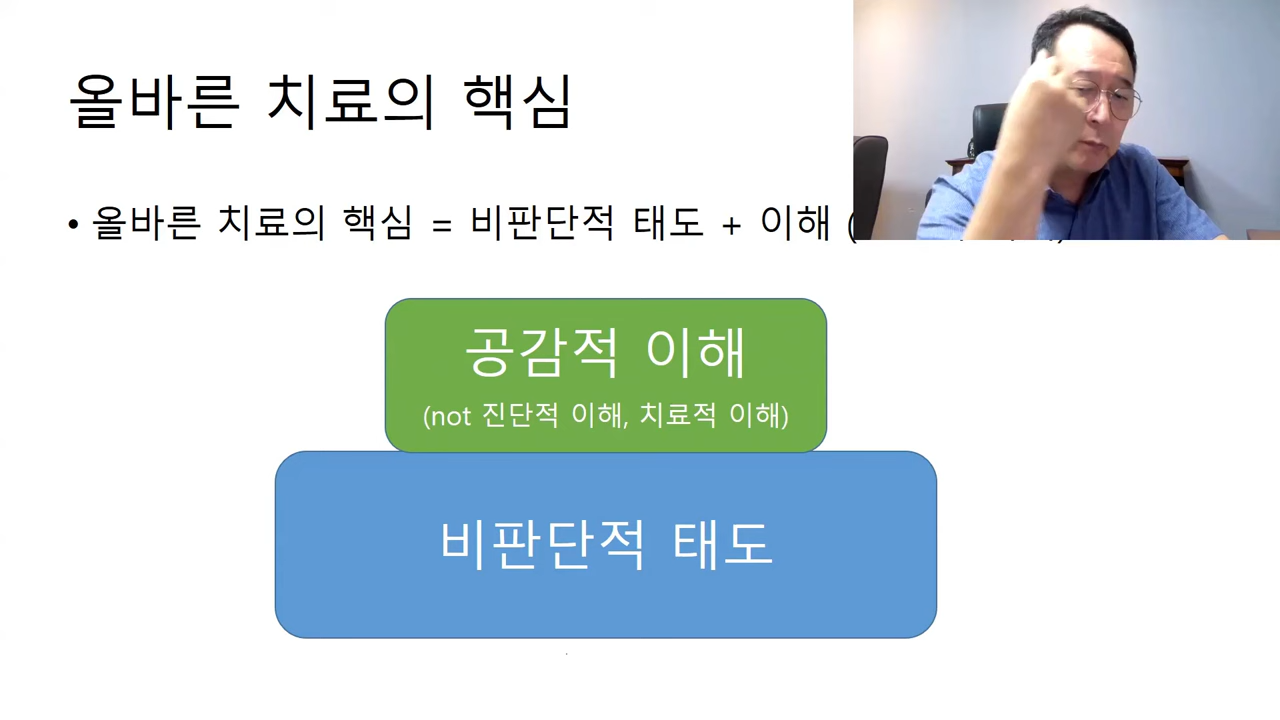 올바른 치료의 핵심
• 올바른 치료의 핵심 = 비판단적 태도 + 이해 (
공감적 이해
(not 진단적 이해, 치료적 이해)
비판단적 태도